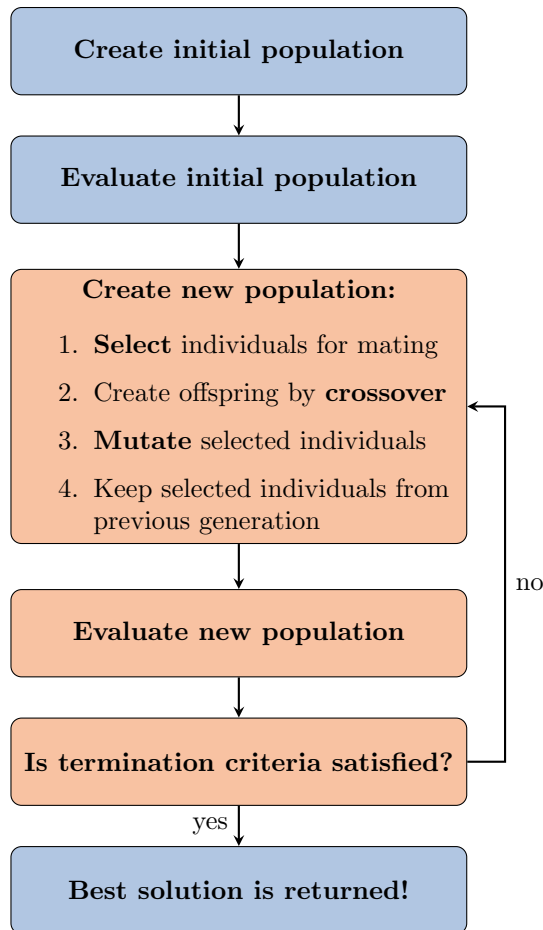 Create initial population
Evaluate initial population
Create new population:
1. Select individuals for mating
2. Create offspring by crossover
3. Mutate selected individuals
4. Keep selected individuals from
previous generation
no
Evaluate new population
Is termination criteria satisfied?
yes
Best solution is returned!